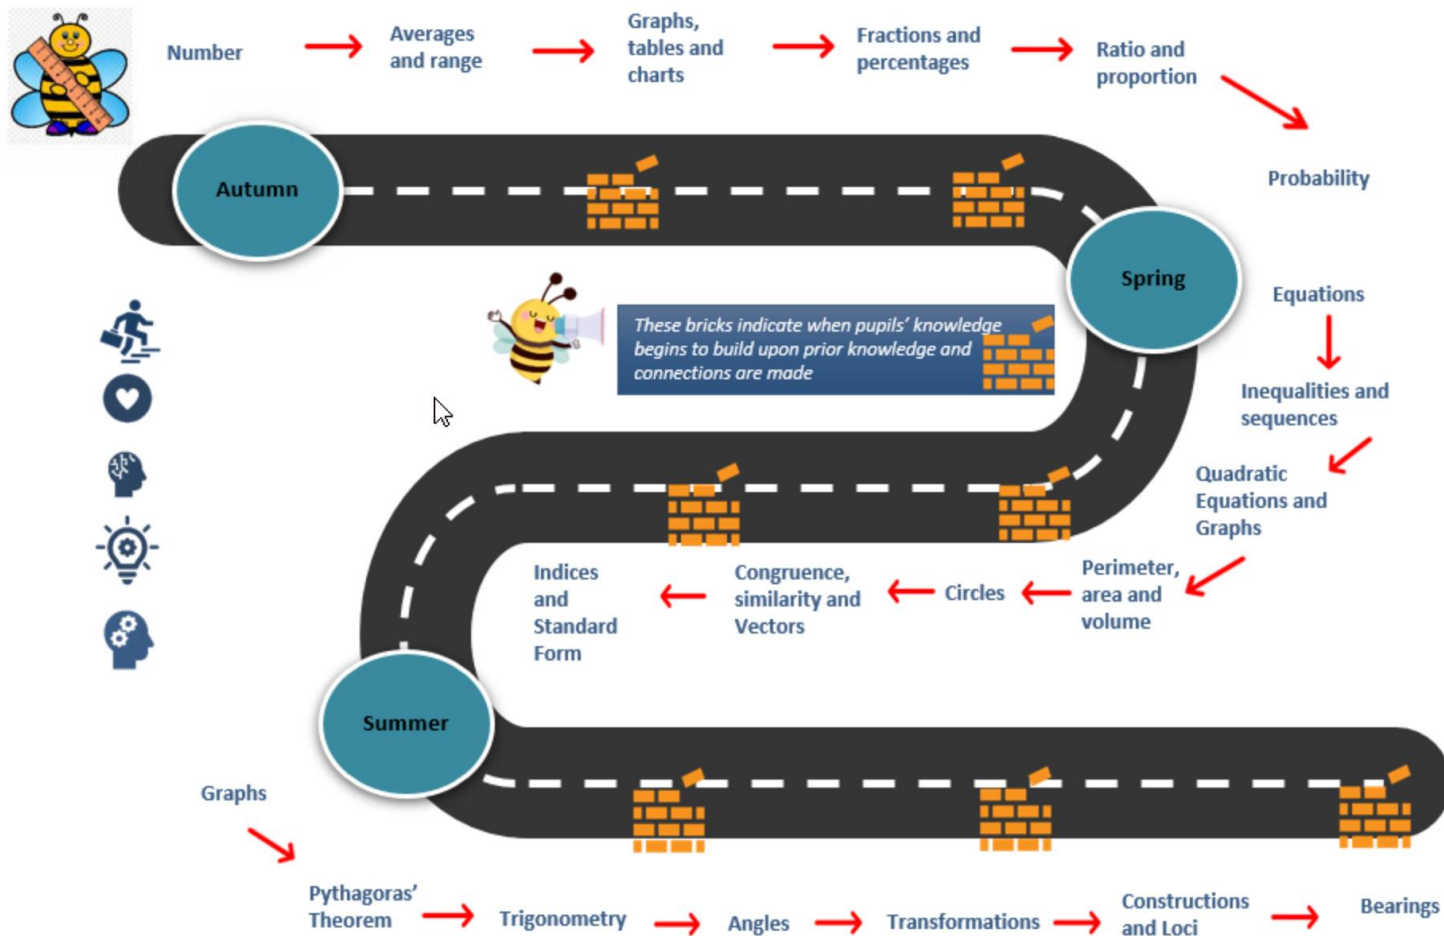 Number
Averages
and range
Graphs,
tables and
charts
Fractions and
percentages
Ratio and
proportion
Probability
Autumn
Spring
Equations
These bricks indicate when pupils’ knowledge
begins to build upon prior knowledge and
connections are made
Inequalities and
sequences
Quadratic
Equations and
Graphs
Perimeter,
area and
volume
Circles
Congruence,
similarity and
Vectors
Indices
and
Standard
Form
Summer
Graphs
Pythagoras’
Theorem
Trigonometry
Angles
Transformations
Constructions
and Loci
Bearings